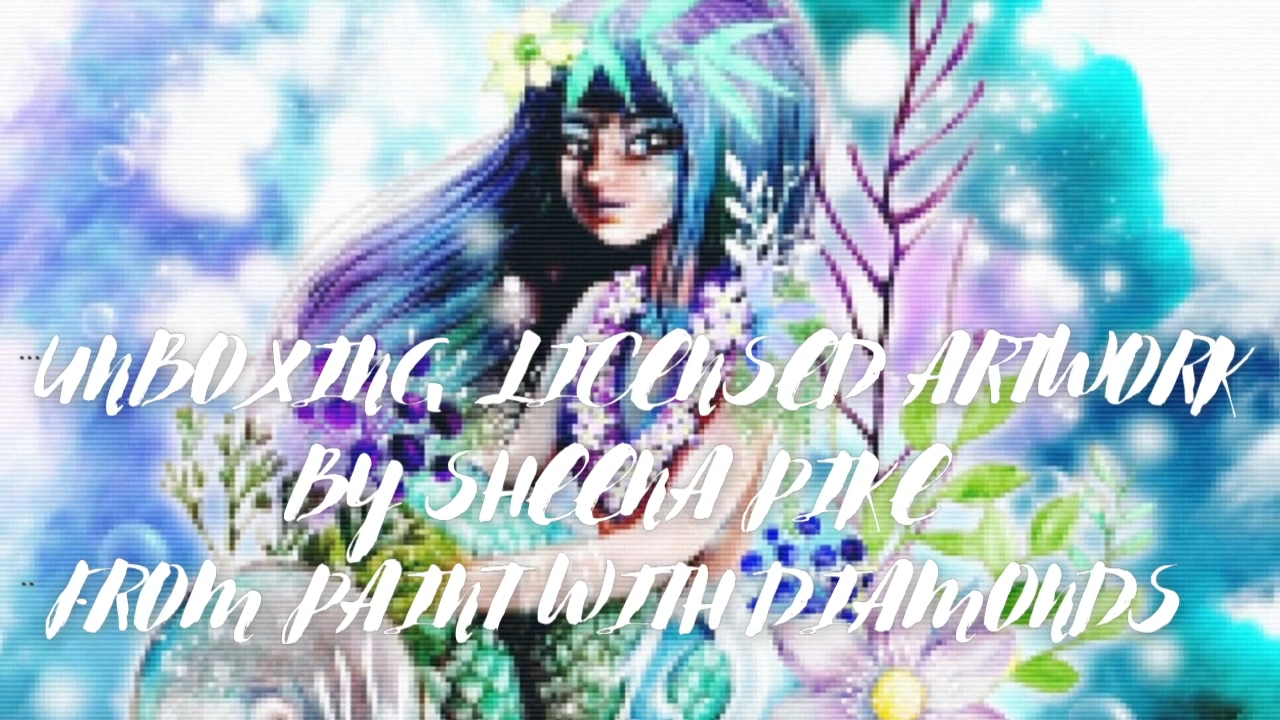 ...UNBOXING, LICENSED ARTWORK
BY SHEENA PIKE
..FROM PAINT WITH DIAMONDS